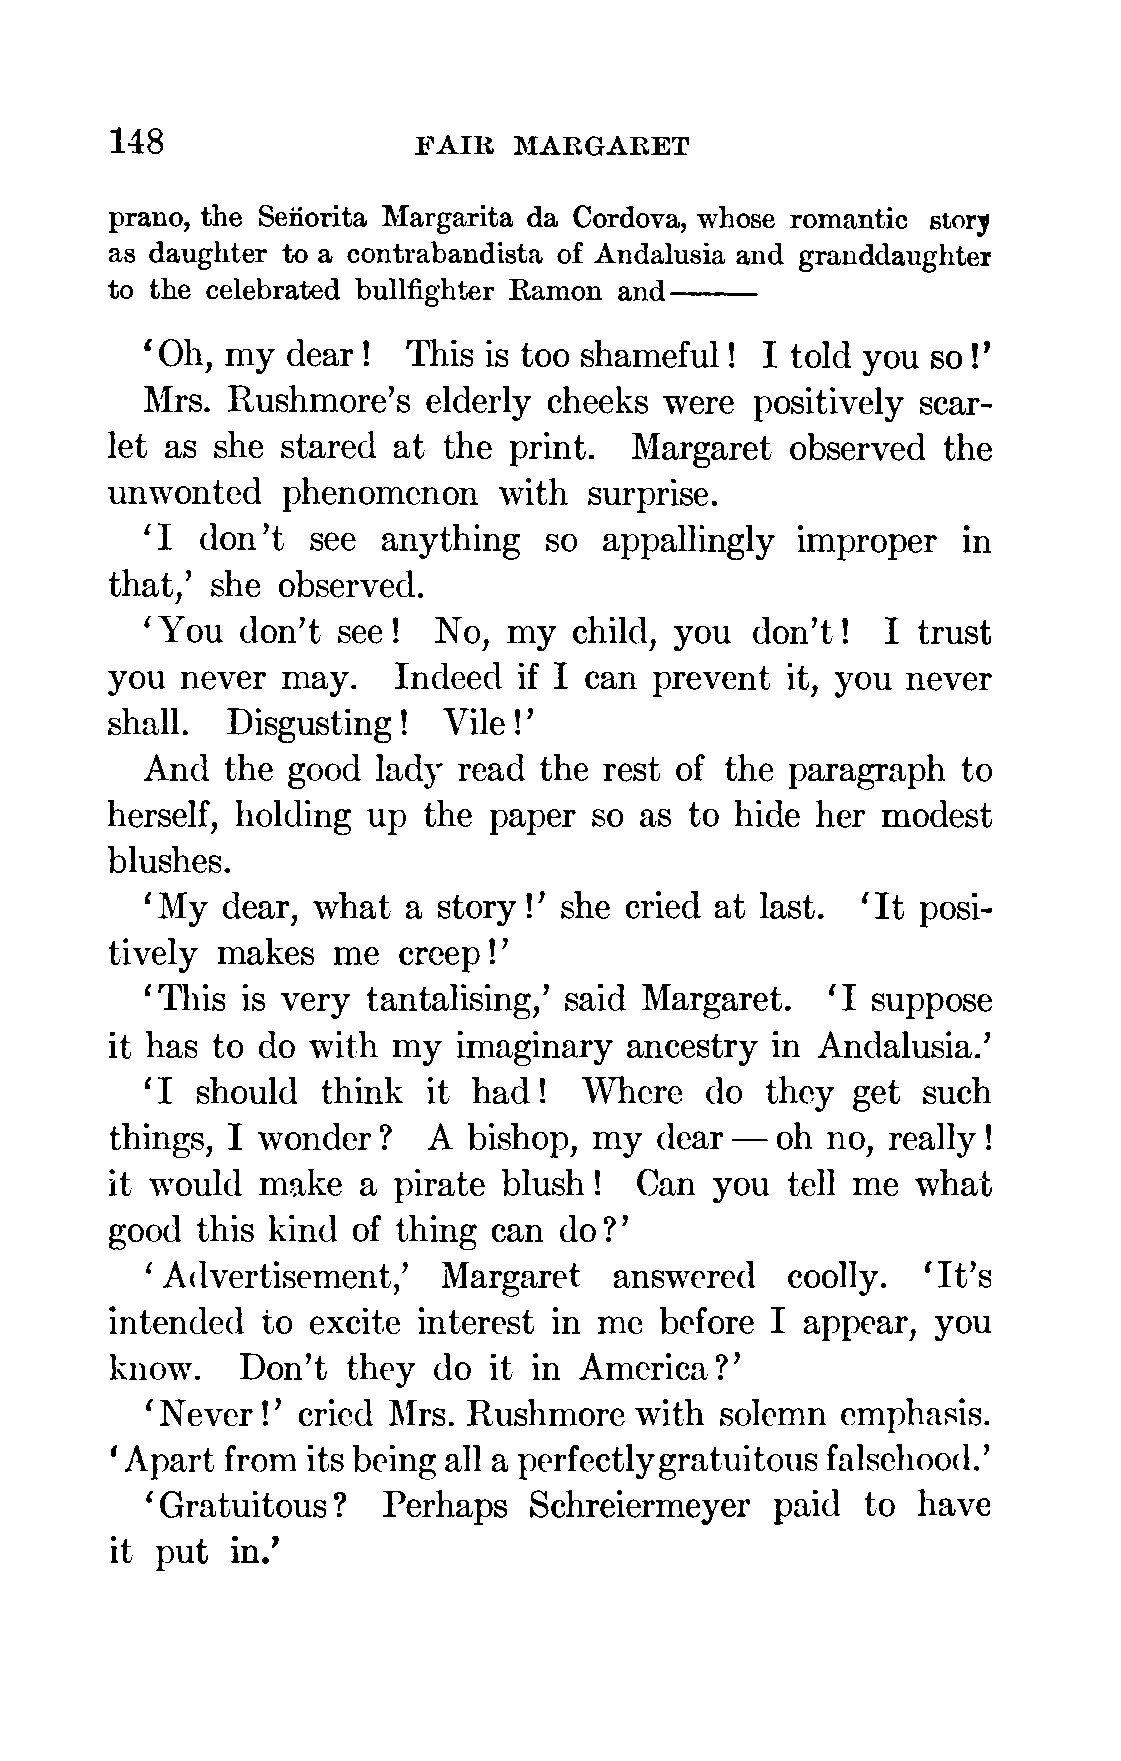 148 FAIR MARGARET
prano, the Señorita Margarita da Cordova, whose romantic story
as daughter to a contrabandista of Andalusia and granddaughter
to the celebrated bullfighter Ramon and———
‘Oh, my dear! This is too shameful! I told you so!’
Mrs. Rushmore’s elderly cheeks were positively scar-
let as she stared at the print. Margaret observed the
unwonted phenomenon with surprise.
‘I don’t see anything so appallingly improper in
that,’ she observed.
‘You don’t see! No, my child, you don’t! I trust
you never may. Indeed if I can prevent it, you never
shall. Disgusting! Vile!’
And the good lady read the rest of the paragraph to
herself, holding up the paper so as to hide her modest
blushes.
‘My dear, what a story!’ she cried at last. ‘It posi-
tively makes me creep!’
‘This is very tantalising,’ said Margaret. ‘I suppose
it has to do with my imaginary ancestry in Andalusia.’
‘I should think it had! Where do they get such
things, I wonder? A bishop, my dear — oh no, really!
it would make a pirate blush! Can you tell me what
good this kind of thing can do?’
‘Advertisement,’ Margaret answered coolly. ‘It’s
intended to excite interest in me before I appear, you
know. Don’t they do it in America?’
‘Never!’ cried Mrs. Rushmore with solemn emphasis.
‘Apart from its being all a perfectly gratuitous falsehood.’
‘Gratuitous? Perhaps Schreiermeyer paid to have
it put in.’